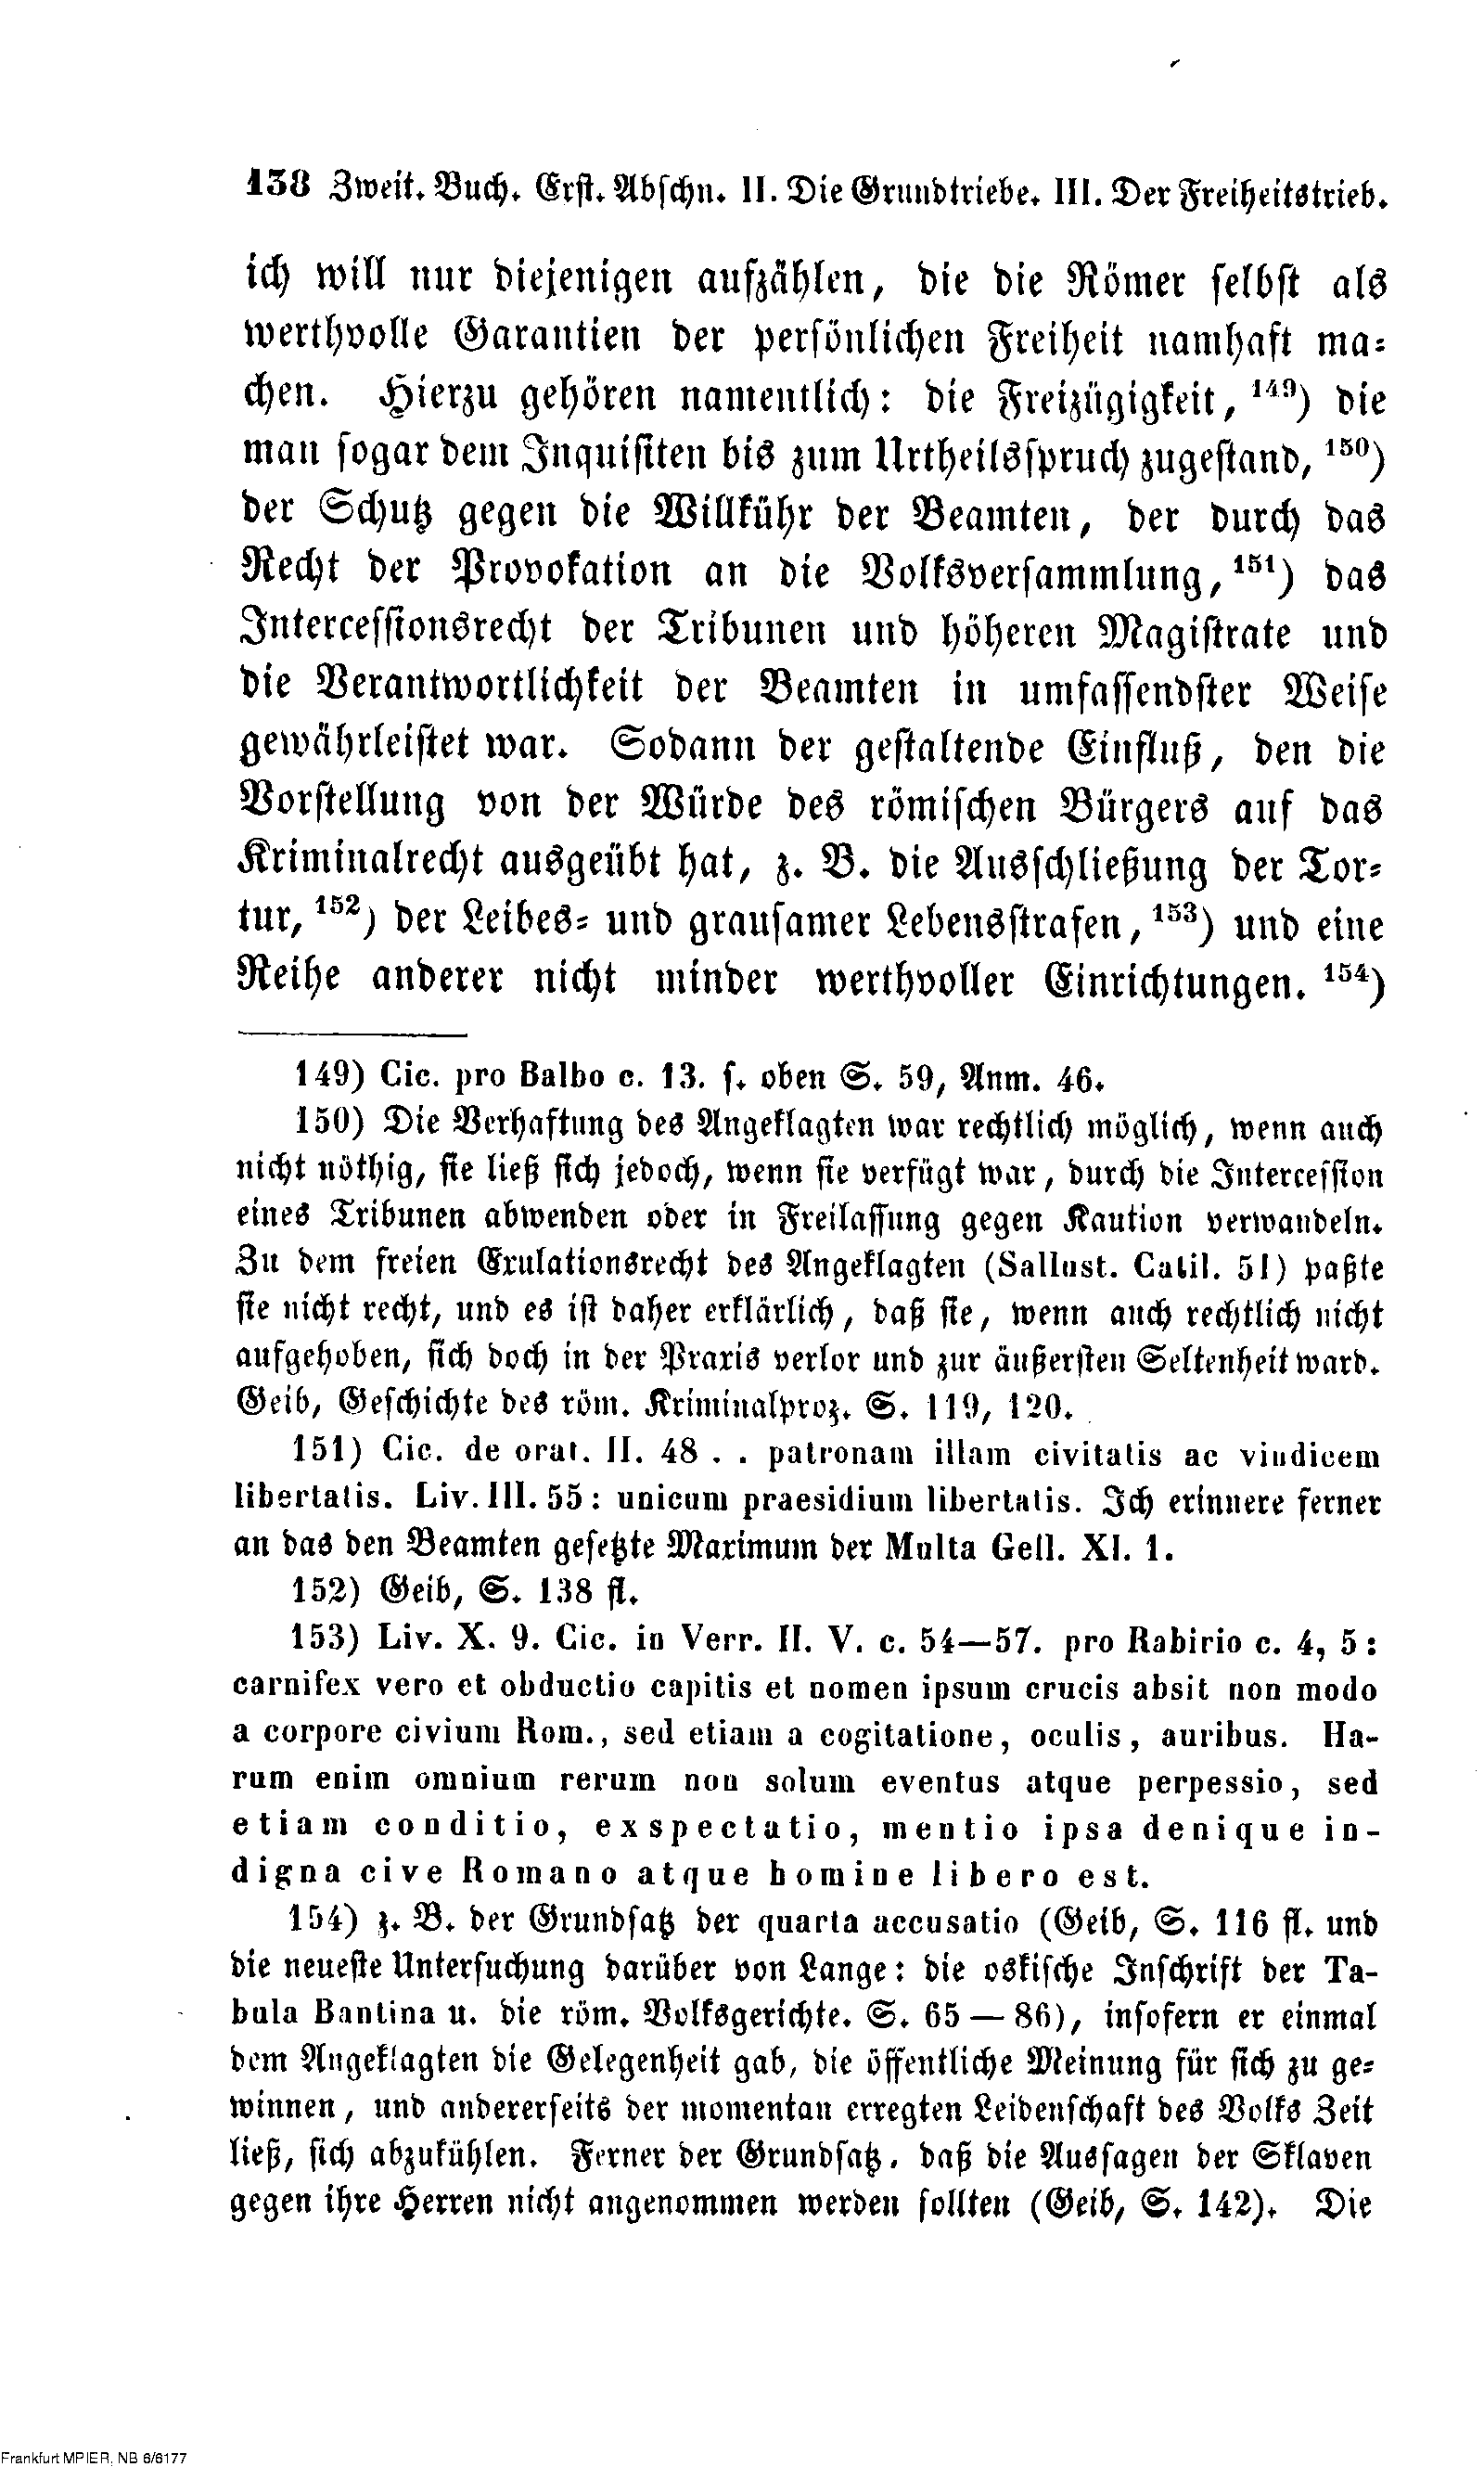 138 Zweit. Buch. Erst. Abschn. II. Die Grundtriebe. III. Der Freiheitstrieb.
ich will nur diejenigen aufzählen, die die Römer selbst als
werthvolle Garantien der persönlichen Freiheit namhaft ma-
chen. Hierzu gehören namentlich: die Freizügigkeit, 149) die
man sogar dem Inquisiten bis zum Urtheilsspruch zugestand, 150)
der Schutz gegen die Willkühr der Beamten, der durch das
Recht der Provokation an die Volksversammlung, 151) das
Intercessionsrecht der Tribunen und höheren Magistrate und
die Verantwortlichkeit der Beamten in umfassendster Weise
gewährleistet war. Sodann der gestaltende Einfluß, den die
Vorstellung von der Würde des römischen Bürgers auf das
Kriminalrecht ausgeübt hat, z. B. die Ausschließung der Tor-
tur, 152) der Leibes- und grausamer Lebensstrafen, 153) und eine
Reihe anderer nicht minder werthvoller Einrichtungen. 154)
149) Cic. pro Balbo c. 13. s. oben S. 59, Anm. 46.
150) Die Verhaftung des Angeklagten war rechtlich möglich, wenn auch
nicht nöthig, sie ließ sich jedoch, wenn sie verfügt war, durch die Intercession
eines Tribunen abwenden oder in Freilassung gegen Kaution verwandeln.
Zu dem freien Exulationsrecht des Angeklagten (Sallust. Catil. 51) paßte
sie nicht recht, und es ist daher erklärlich, daß sie, wenn auch rechtlich nicht
aufgehoben, sich doch in der Praxis verlor und zur äußersten Seltenheit ward.
Geib, Geschichte des röm. Kriminalproz. S. 119, 120.
151) Cic. de orat. II. 48 . . patronam illam civitatis ac vindicem
libertatis. Liv. III. 55: unicum praesidium libertatis. Ich erinnere ferner
an das den Beamten gesetzte Maximum der Multa Gell. XI. 1.
152) Geib, S. 138 fl.
153) Liv. X. 9. Cic. in Verr. II. V. c. 54—57. pro Rabirio c. 4, 5:
carnifex vero et obductio capitis et nomen ipsum crucis absit non modo
a corpore civium Rom., sed etiam a cogitatione, oculis, auribus. Ha-
rum enim omnium rerum non solum eventus atque perpessio, sed
etiam conditio, exspectatio, mentio ipsa denique in-
digna cive Romano atque homine libero est.
154) z. B. der Grundsatz der quarta accusatio (Geib, S. 116 fl. und
die neueste Untersuchung darüber von Lange: die oskische Inschrift der Ta-
bula Bantina u. die röm. Volksgerichte. S. 65 — 86), insofern er einmal
dem Angeklagten die Gelegenheit gab, die öffentliche Meinung für sich zu ge-
winnen, und andererseits der momentan erregten Leidenschaft des Volks Zeit
ließ, sich abzukühlen. Ferner der Grundsatz, daß die Aussagen der Sklaven
gegen ihre Herren nicht angenommen werden sollten (Geib, S. 142). Die
Frankfurt MPIER, NB 6/6177